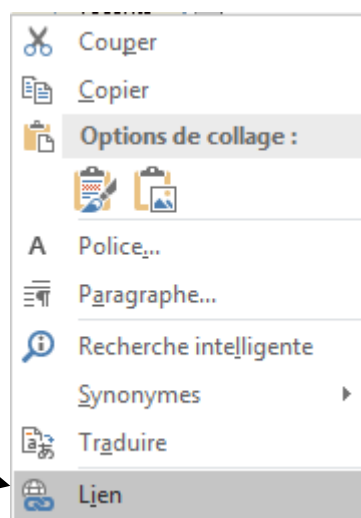 Couper
Copier
Options de collage :
Police...
Paragraphe...
Recherche intelligente
Synonymes
Traduire
Lien